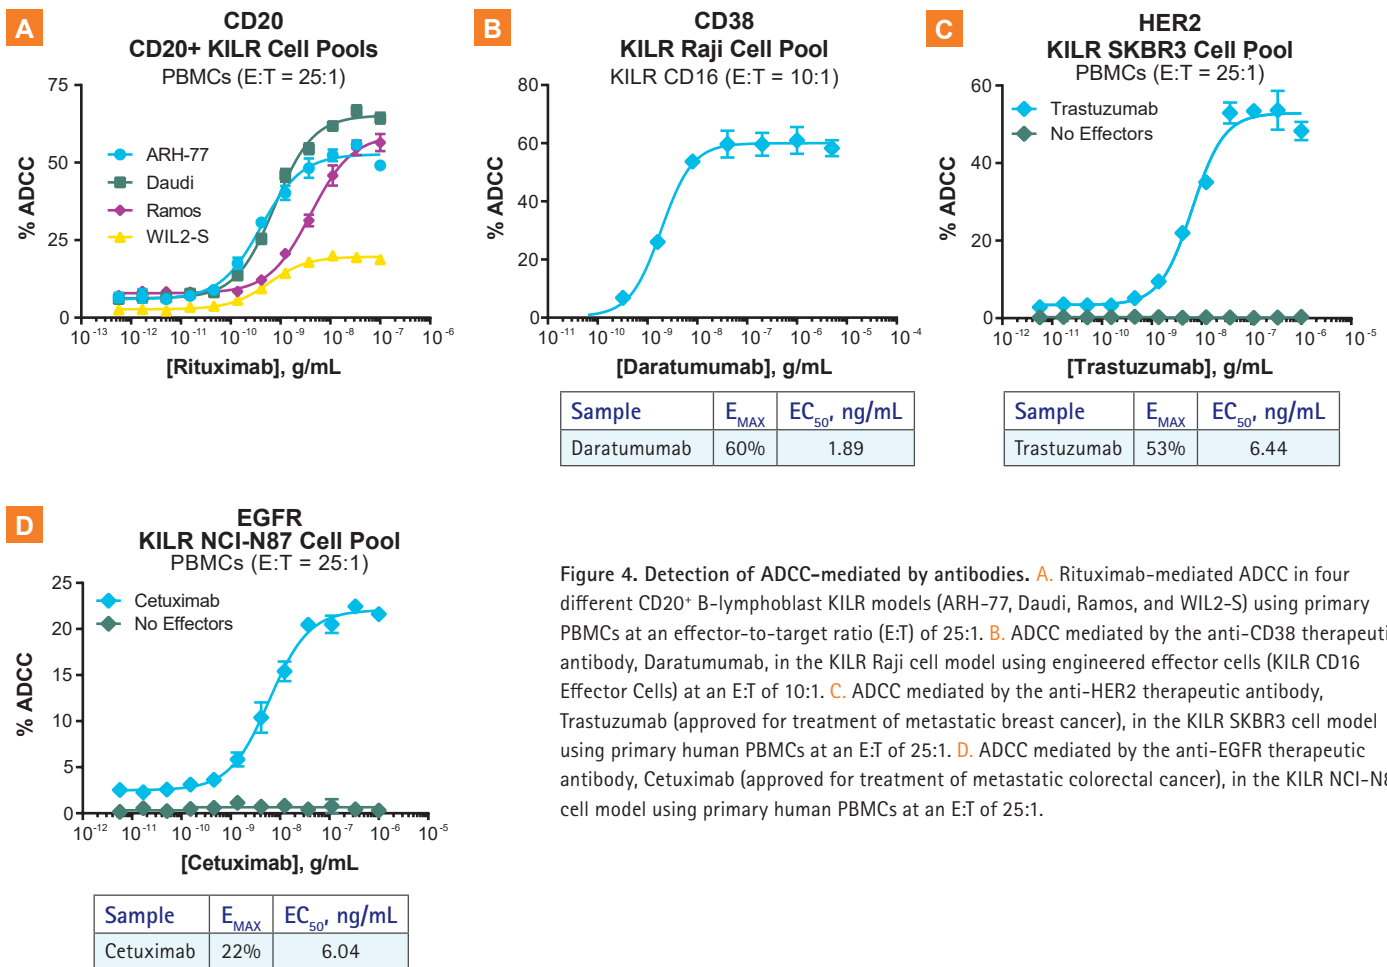 A
CD20
CD20+ KILR Cell Pools
PBMCs (E:T = 25:1)
75
50
25
0
% ADCC
ARH-77
Daudi
Ramos
WIL2-S
10-13
10-12
10-11
10-10
10-9
10-8
10-7
10-6
[Rituximab], g/mL
B
CD38
KILR Raji Cell Pool
KILR CD16 (E:T = 10:1)
80
60
40
20
0
% ADCC
10-11
10-10
10-9
10-8
10-7
10-6
10-5
10-4
[Daratumumab], g/mL
Sample EMAX EC50, ng/mL
Daratumumab 60% 1.89
C
HER2
KILR SKBR3 Cell Pool
PBMCs (E:T = 25:1)
60
40
20
0
% ADCC
Trastuzumab
No Effectors
10-12
10-11
10-10
10-9
10-8
10-7
10-6
10-5
[Trastuzumab], g/mL
Sample EMAX EC50, ng/mL
Trastuzumab 53% 6.44
D
EGFR
KILR NCI-N87 Cell Pool
PBMCs (E:T = 25:1)
25
20
15
10
5
0
% ADCC
Cetuximab
No Effectors
10-12
10-11
10-10
10-9
10-8
10-7
10-6
10-5
[Cetuximab], g/mL
Sample EMAX EC50, ng/mL
Cetuximab 22% 6.04
Figure 4. Detection of ADCC-mediated by antibodies. A. Rituximab-mediated ADCC in four
different CD20+ B-lymphoblast KILR models (ARH-77, Daudi, Ramos, and WIL2-S) using primary
PBMCs at an effector-to-target ratio (E:T) of 25:1. B. ADCC mediated by the anti-CD38 therapeuti
antibody, Daratumumab, in the KILR Raji cell model using engineered effector cells (KILR CD16
Effector Cells) at an E:T of 10:1. C. ADCC mediated by the anti-HER2 therapeutic antibody,
Trastuzumab (approved for treatment of metastatic breast cancer), in the KILR SKBR3 cell model
using primary human PBMCs at an E:T of 25:1. D. ADCC mediated by the anti-EGFR therapeutic
antibody, Cetuximab (approved for treatment of metastatic colorectal cancer), in the KILR NCI-N8
cell model using primary human PBMCs at an E:T of 25:1.